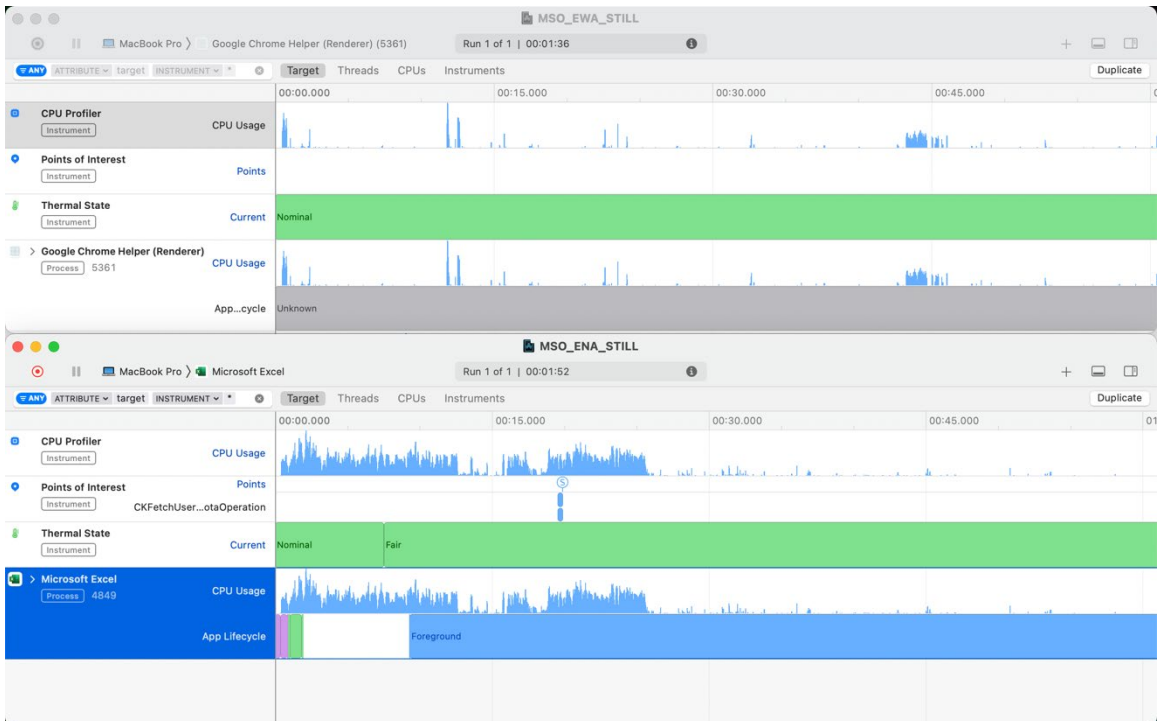 MSO_EWA_STILL
MacBook Pro 〉 Google Chrome Helper (Renderer) (5361) Run 1 of 1 | 00:01:36
ANY ATTRIBUTE target INSTRUMENT * Target Threads CPUs Instruments Duplicate
00:00.000 00:15.000 00:30.000 00:45.000
CPU Profiler
Instrument
CPU Usage
Points of Interest
Instrument
Points
Thermal State
Instrument
Current
Nominal
Google Chrome Helper (Renderer)
Process 5361
CPU Usage
App...cycle Unknown
MSO_ENA_STILL
MacBook Pro 〉 Microsoft Excel Run 1 of 1 | 00:01:52
ANY ATTRIBUTE target INSTRUMENT * Target Threads CPUs Instruments Duplicate
00:00.000 00:15.000 00:30.000 00:45.000 01
CPU Profiler
Instrument
CPU Usage
Points of Interest
Instrument
Points
CKFetchUser...otaOperation
S
Thermal State
Instrument
Current
Nominal Fair
Microsoft Excel
Process 4849
CPU Usage
App Lifecycle Foreground